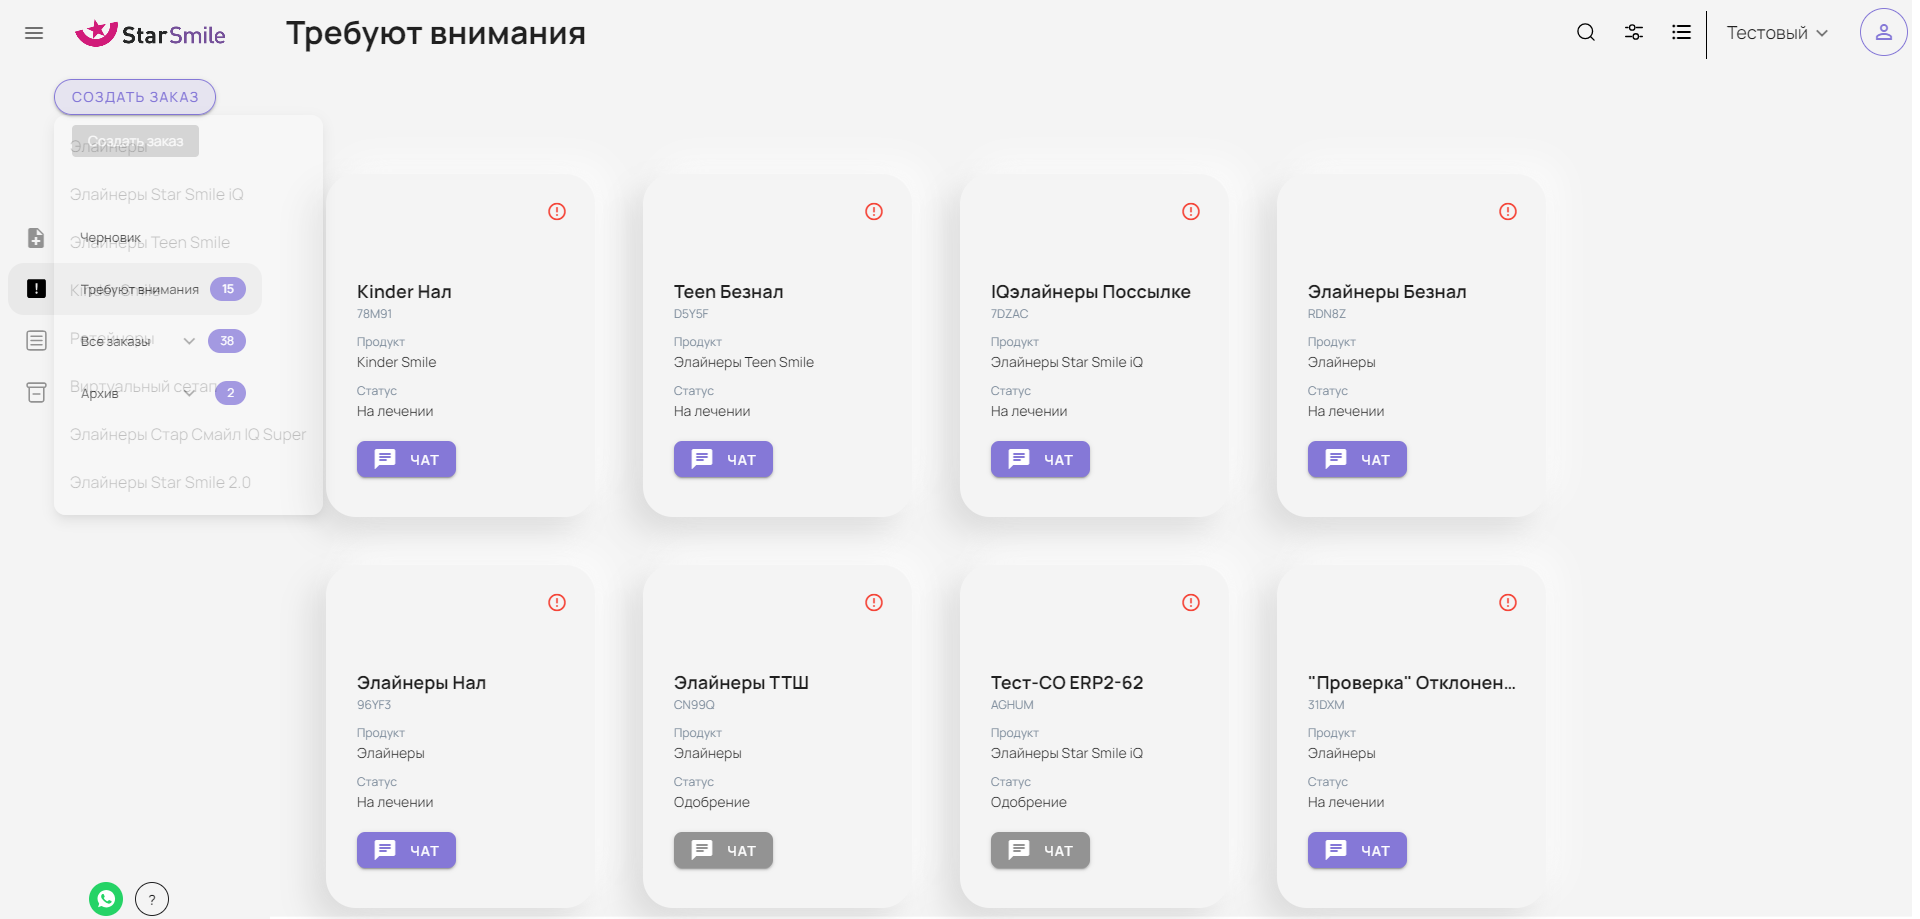 StarSmile
Требуют внимания
Тестовый
СОЗДАТЬ ЗАКАЗ
Создать заказ
Элайнеры
Элайнеры Star Smile iQ
Элайнеры Teen Smile
Черновик
Kinder Smile
Требуют внимания 15
Ретейнеры
Все заказы 38
Виртуальный сетап
Архив 2
Элайнеры Стар Смайл IQ Super
Элайнеры Star Smile 2.0
Kinder Нал
78M91
Продукт
Kinder Smile
Статус
На лечении
ЧАТ
Teen Безнал
D5Y5F
Продукт
Элайнеры Teen Smile
Статус
На лечении
ЧАТ
IQэлайнеры Поссылке
7DZAC
Продукт
Элайнеры Star Smile iQ
Статус
На лечении
ЧАТ
Элайнеры Безнал
RDN8Z
Продукт
Элайнеры
Статус
На лечении
ЧАТ
Элайнеры Нал
96YF3
Продукт
Элайнеры
Статус
На лечении
ЧАТ
Элайнеры ТТШ
CN99Q
Продукт
Элайнеры
Статус
Одобрение
ЧАТ
Тест-СО ERP2-62
AGHUM
Продукт
Элайнеры Star Smile iQ
Статус
Одобрение
ЧАТ
"Проверка" Отклонен...
31DXM
Продукт
Элайнеры
Статус
На лечении
ЧАТ
?